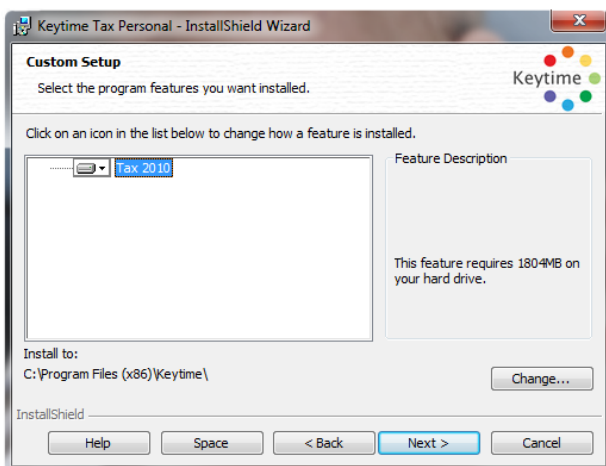 Keytime Tax Personal - InstallShield Wizard
Custom Setup
Select the program features you want installed.
Keytime
Click on an icon in the list below to change how a feature is installed.
Tax 2010
Feature Description
This feature requires 1804MB on
your hard drive.
Install to:
C:\Program Files (x86)\Keytime\
Change...
InstallShield
Help
Space
< Back
Next >
Cancel